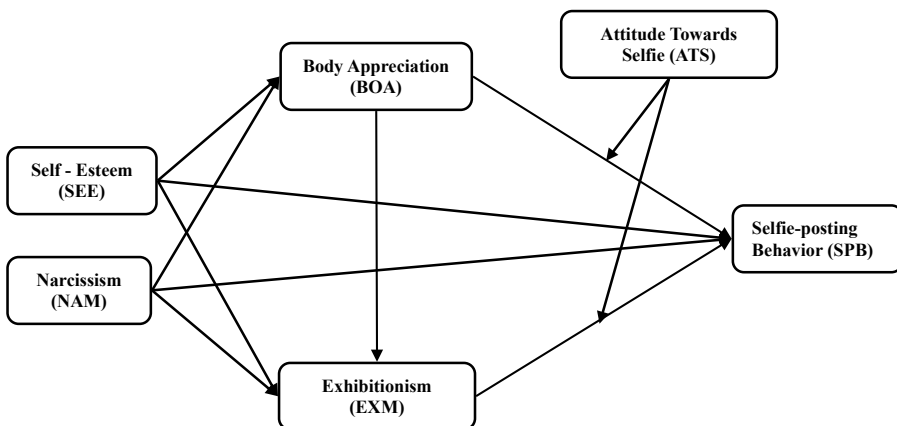 Attitude Towards
Selfie (ATS)
Body Appreciation
(BOA)
Self - Esteem
(SEE)
Selfie-posting
Behavior (SPB)
Narcissism
(NAM)
Exhibitionism
(EXM)